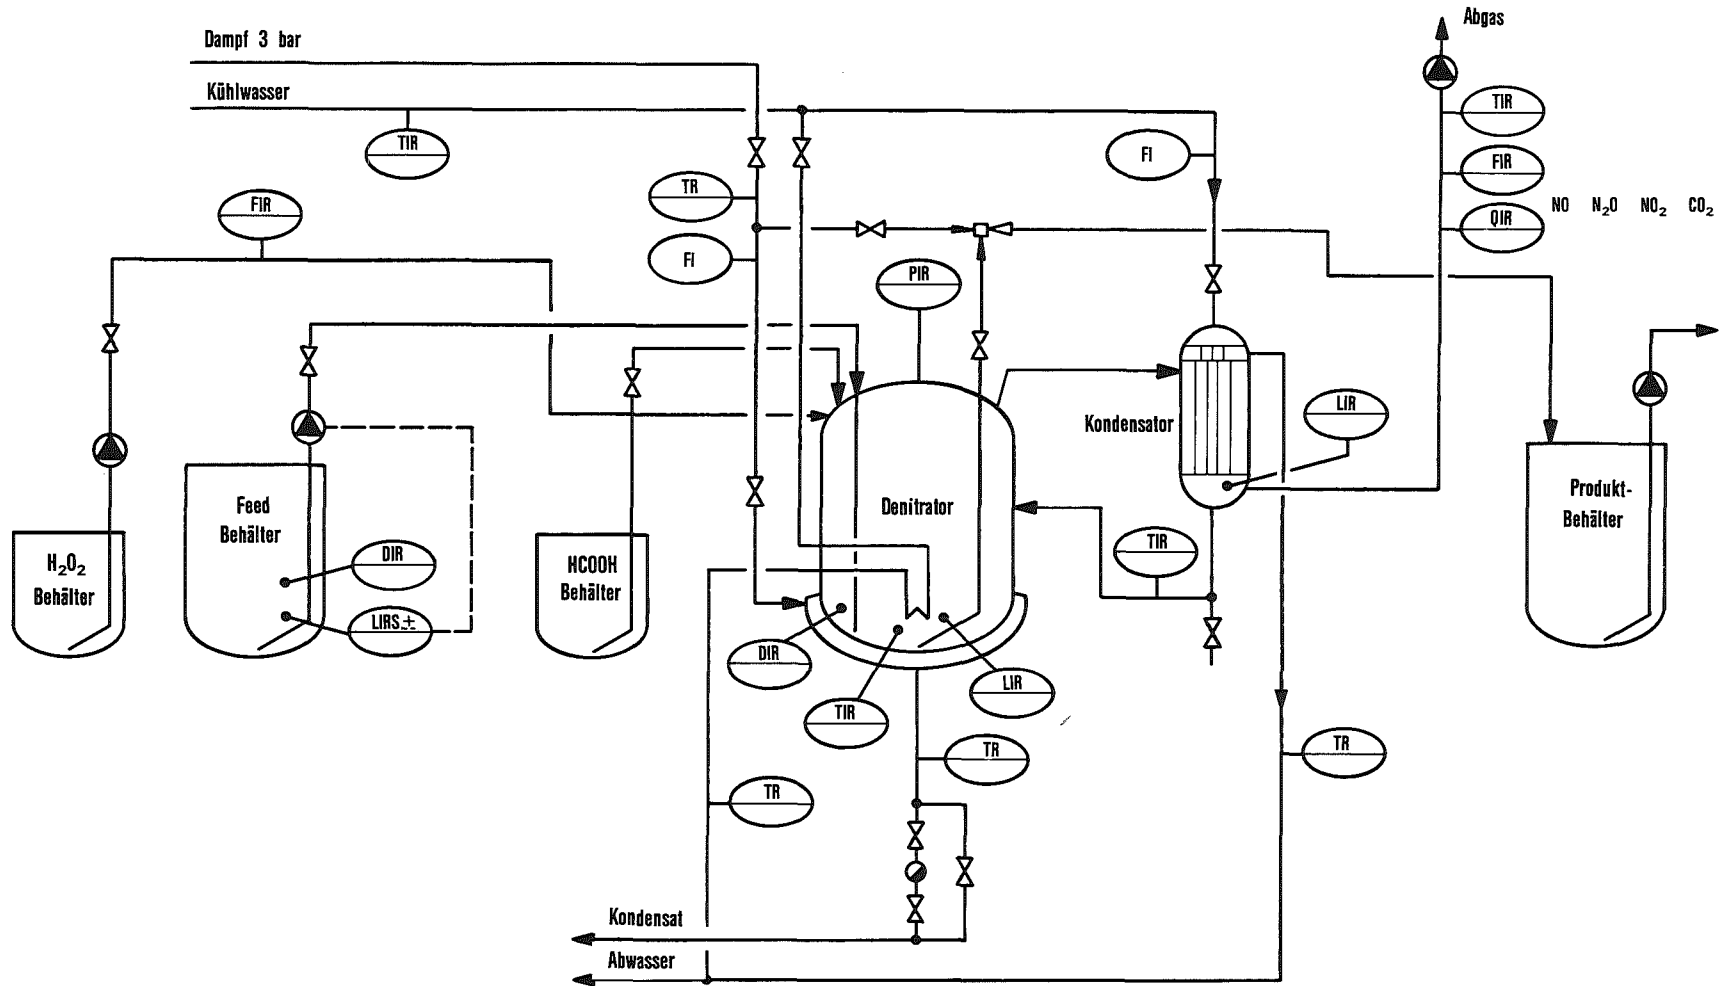 Abgas
Dampf 3 bar
Kühlwasser
TIR
TIR
FI
FIR
TR
FIR
NO N₂O NO₂ CO₂
QIR
FI
PIR
LIR
Kondensator
Feed
Behälter
Denitrator
Produkt-
Behälter
H₂O₂
Behälter
DIR
HCOOH
Behälter
TIR
LIRS±
DIR
LIR
TIR
TR
TR
TR
Kondensat
Abwasser